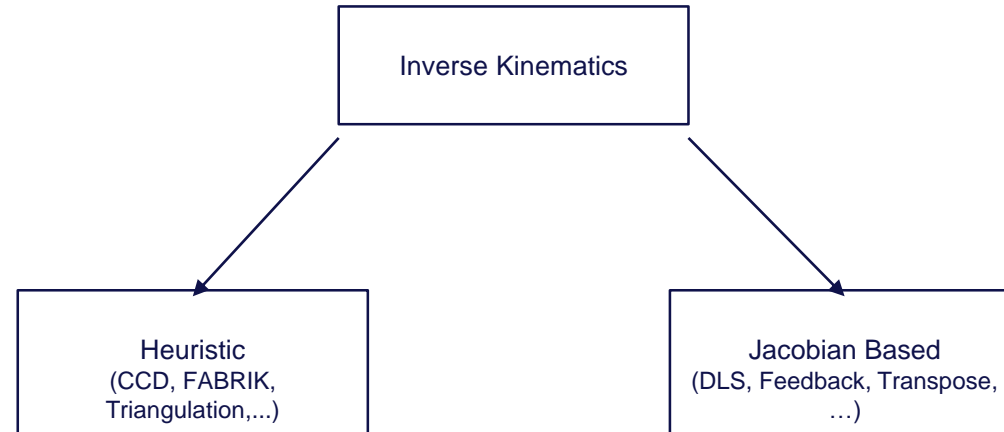 Inverse Kinematics
Heuristic
(CCD, FABRIK,
Triangulation,...)
Jacobian Based
(DLS, Feedback, Transpose,
…)